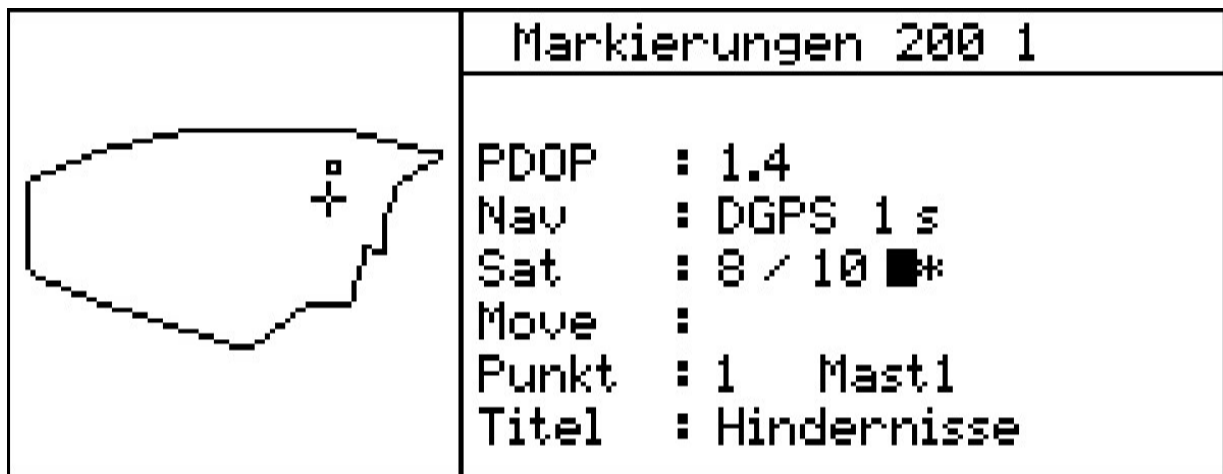 Markierungen 200 1
PDOP : 1.4
Nav : DGPS 1 s
Sat : 8 / 10 ■*
Move :
Punkt : 1 Mast1
Titel : Hindernisse